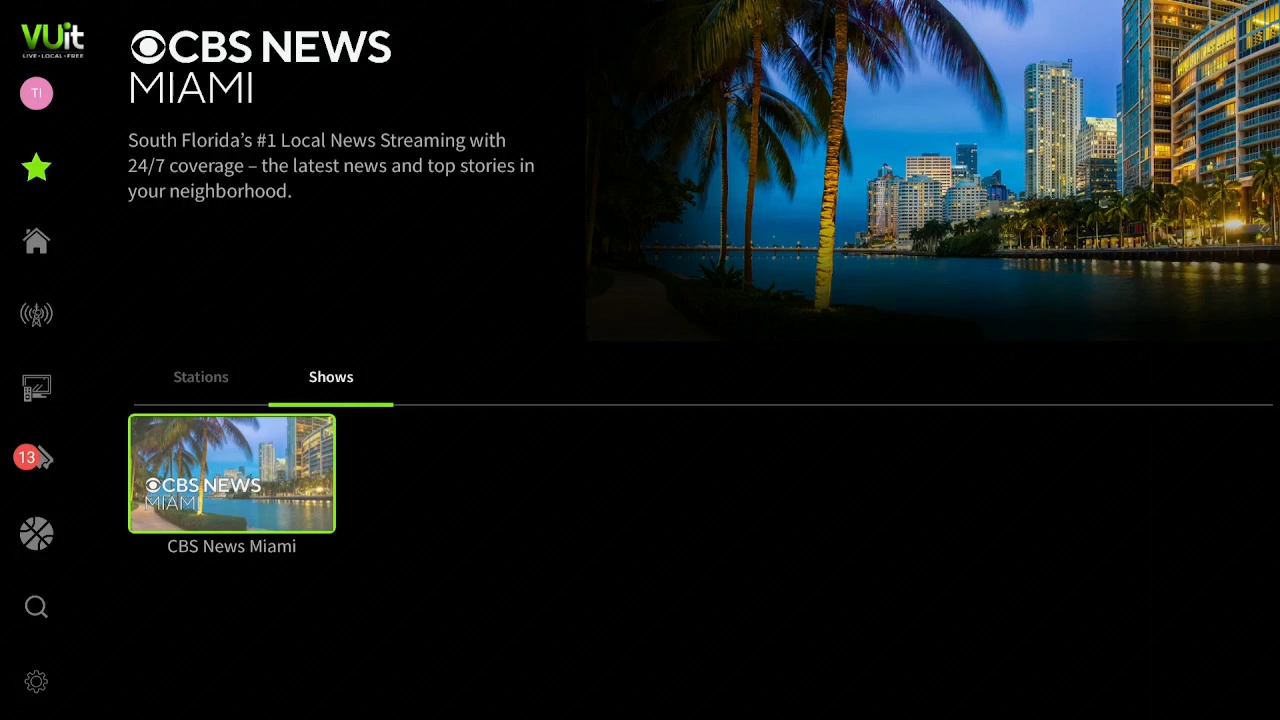 VUit
LIVE • LOCAL • FREE
TI
CBS NEWS
MIAMI
South Florida’s #1 Local News Streaming with
24/7 coverage – the latest news and top stories in
your neighborhood.
Stations
Shows
13
CBS NEWS
MIAMI
CBS News Miami